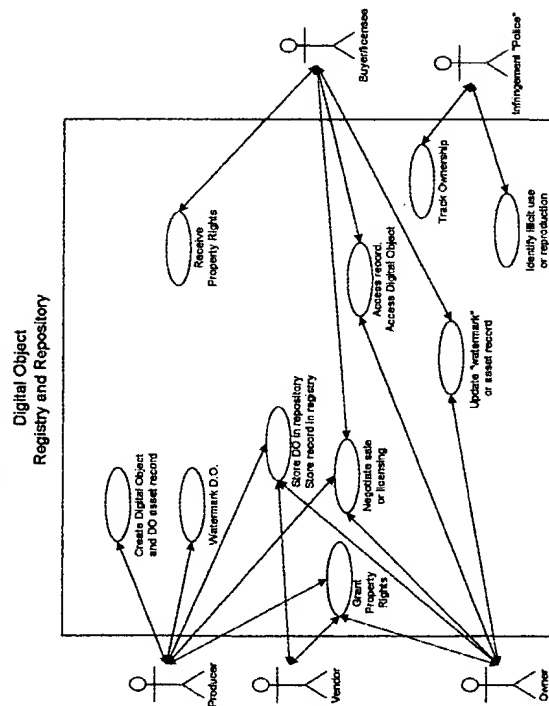 Digital Object
Registry and Repository
Create Digital Object
and DO asset record
Watermark D.O.
Store DO in repository
Store record in registry
Negotiate sale
or licensing
Grant
Property
Rights
Receive
Property Rights
Access record,
Access Digital Object
Update "watermark"
or asset record
Track Ownership
Identify illicit use
or reproduction
Producer
Vendor
Owner
Buyer/licensee
Infringement "Police"